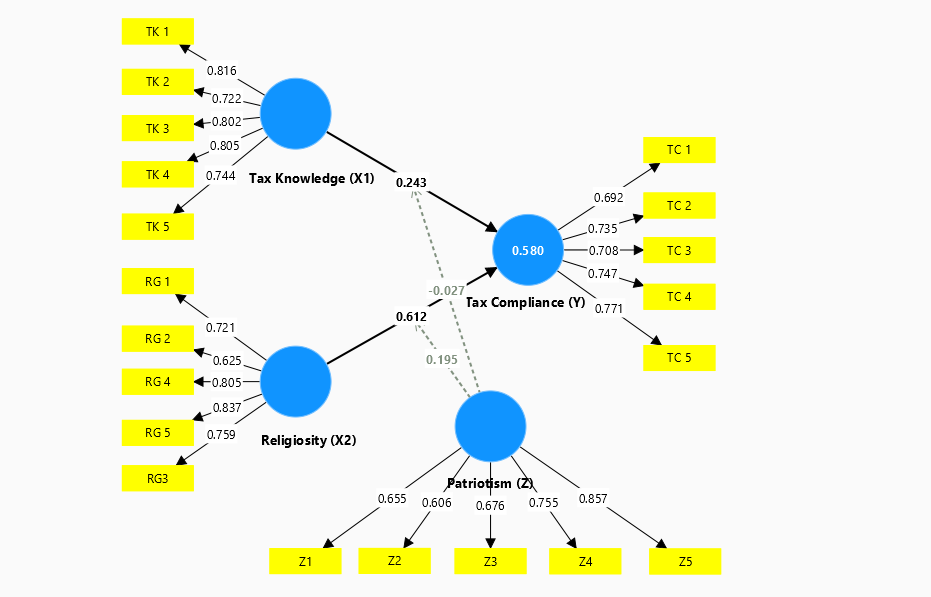 TK 1
0.816
TK 2
0.722
TK 3
0.802
TK 4
0.805
TK 5
0.744
Tax Knowledge (X1)
0.243
RG 1
0.721
RG 2
0.625
RG 4
0.805
RG 5
0.837
RG3
0.759
Religiosity (X2)
0.612
-0.027
0.195
0.580
Tax Compliance (Y)
TC 1
0.692
TC 2
0.735
TC 3
0.708
TC 4
0.747
TC 5
0.771
Patriotism (Z)
0.655
0.606
0.676
0.755
0.857
Z1
Z2
Z3
Z4
Z5